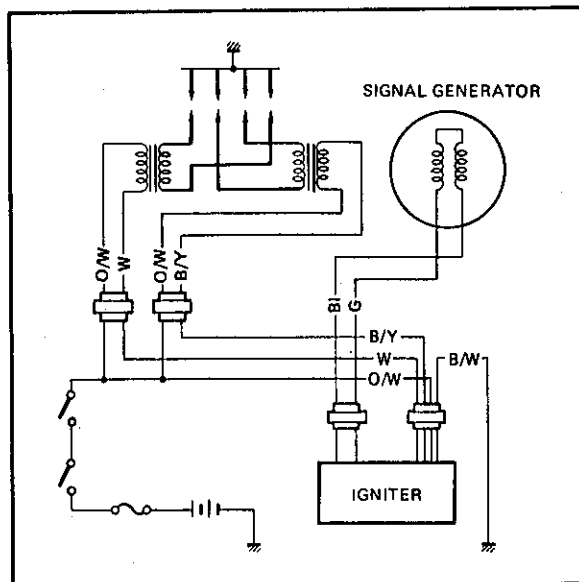 SIGNAL GENERATOR
O/W
W
O/W
B/Y
Bl
G
B/Y
W
B/W
O/W
IGNITER